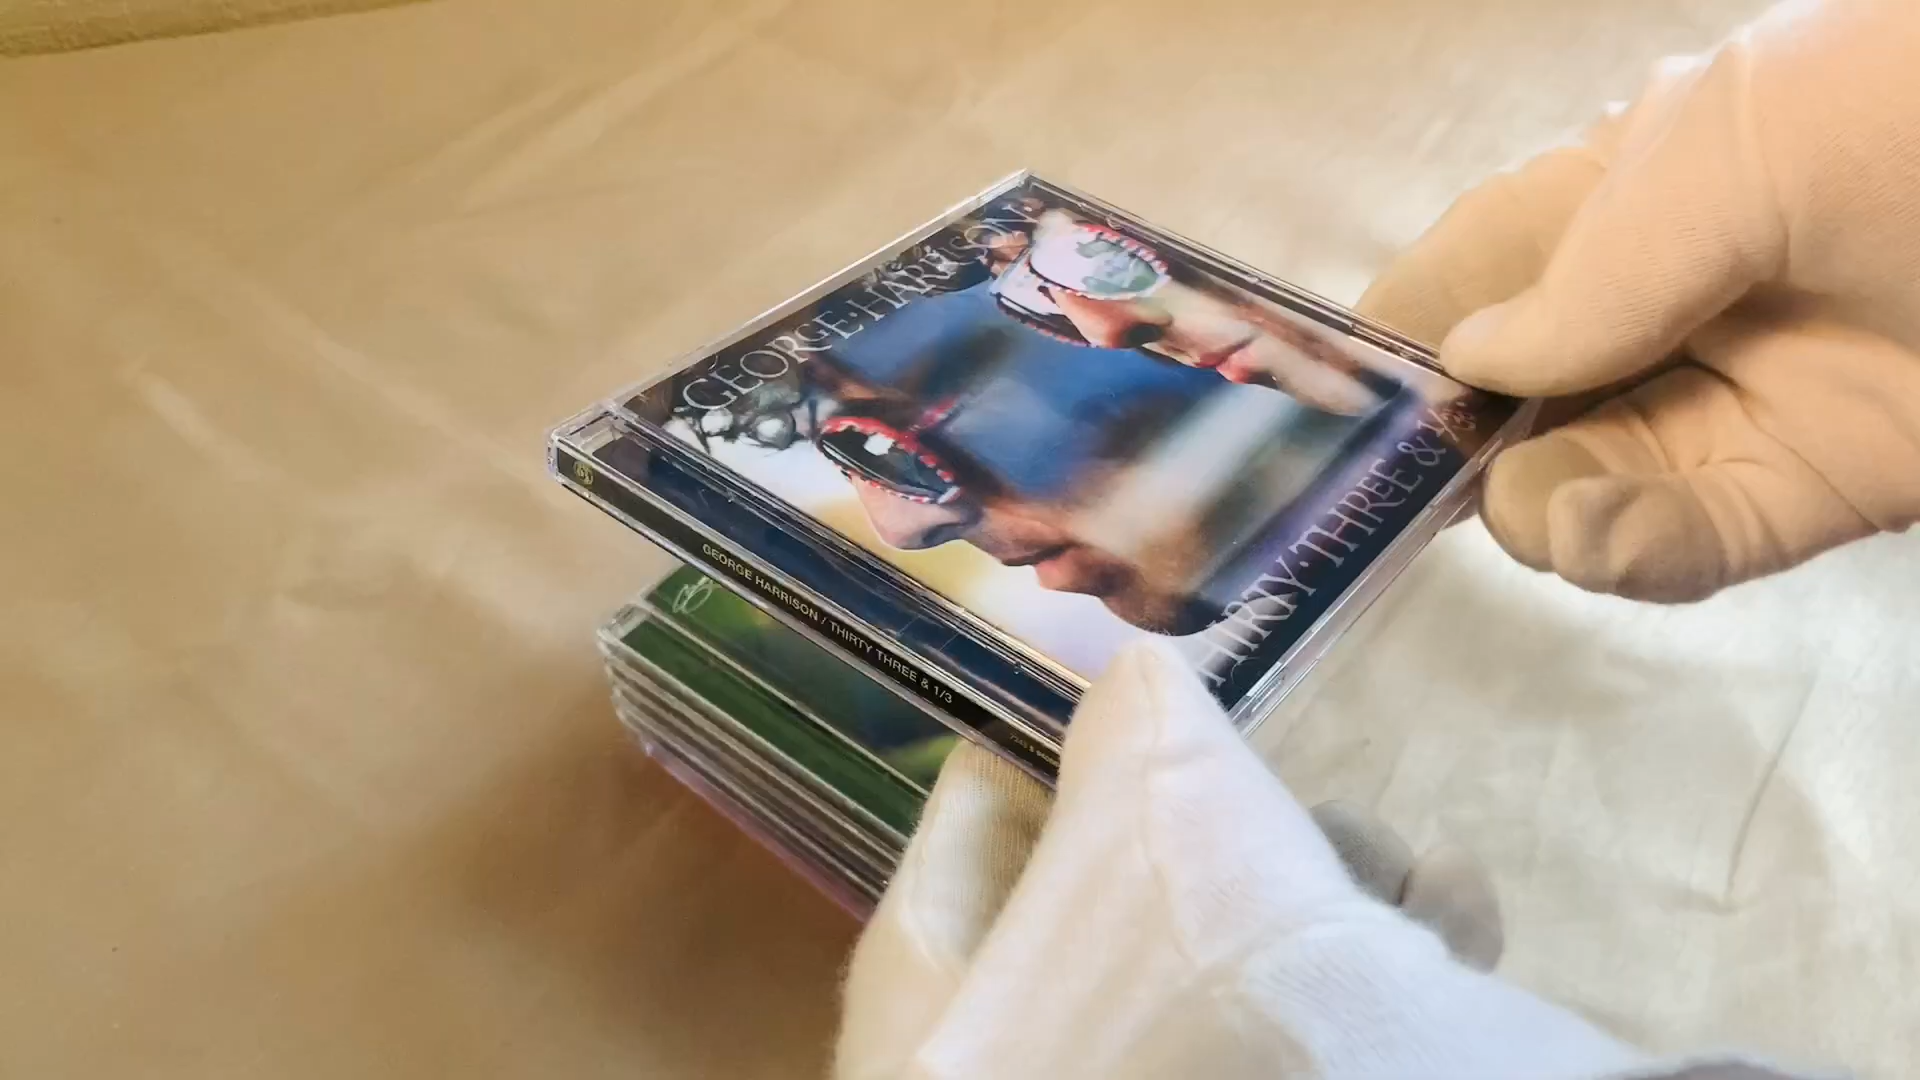 GEORGE·HARRISON
THIRTY·THREE & 1/3
GEORGE HARRISON / THIRTY THREE & 1/3